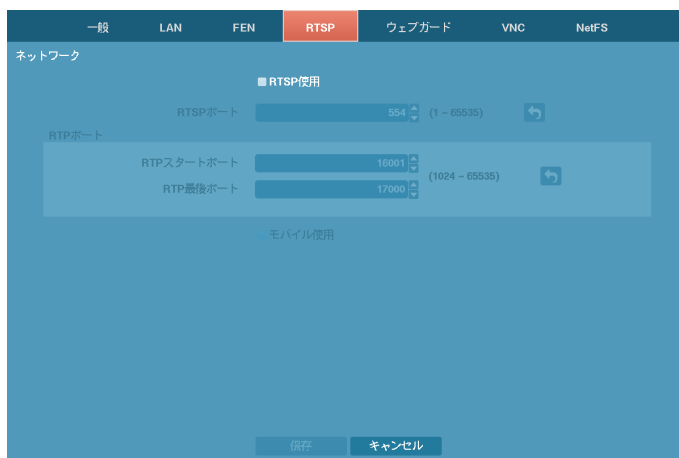 一般 LAN FEN RTSP ウェブガード VNC NetFS
ネットワーク
RTSP使用
RTSPポート 554 (1 ~ 65535)
RTPポート
RTPスタートポート 16001
(1024 ~ 65535)
RTP最後ポート 17000
モバイル使用
保存 キャンセル